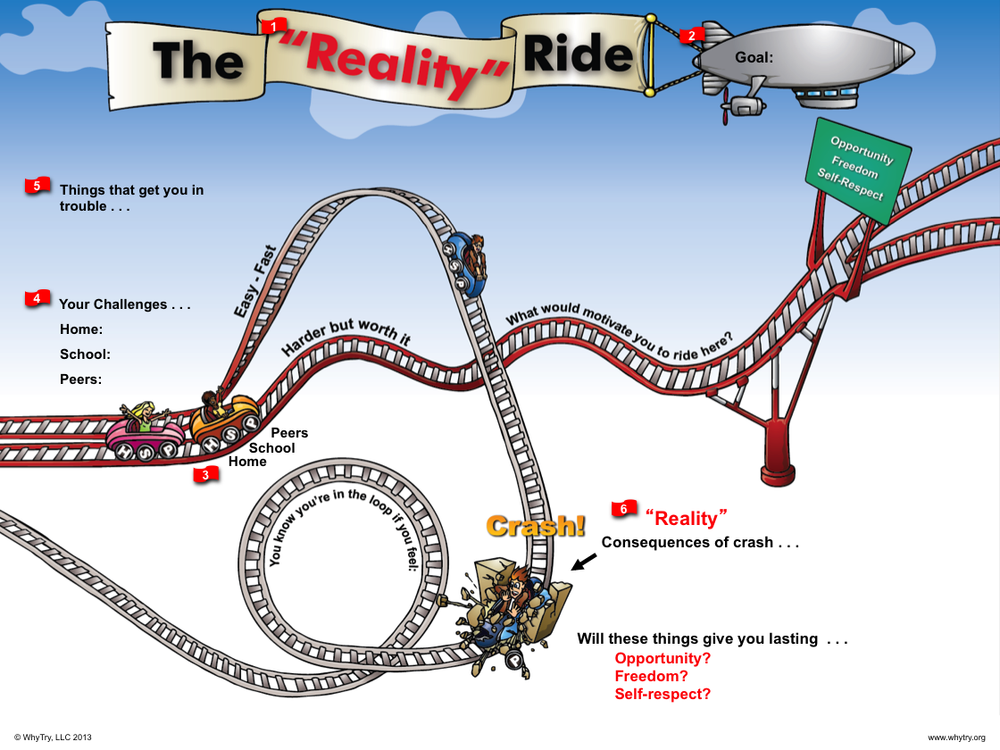 The “Reality” Ride
1
2
Goal:
Opportunity
Freedom
Self-Respect
5
Things that get you in
trouble . . .
Easy - Fast
4
Your Challenges . . .
Home:
School:
Peers:
Harder but worth it
What would motivate you to ride here?
H S P
H S P
H S P
Peers
School
Home
3
You know you're in the loop if you feel:
Crash!
6
“Reality”
Consequences of crash . . .
P
Will these things give you lasting . . .
Opportunity?
Freedom?
Self-respect?
© WhyTry, LLC 2013
www.whytry.org